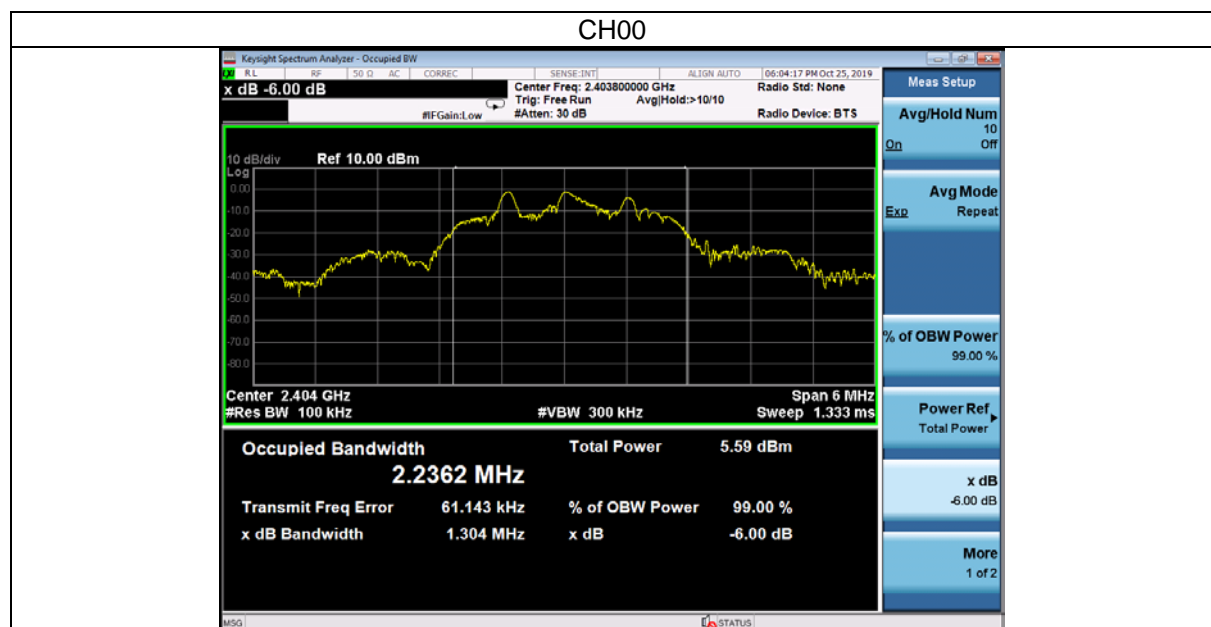 CH00
Keysight Spectrum Analyzer - Occupied BW
RL RF 50 Ω AC CORREC SENSE:INT ALIGN AUTO 06:04:17 PM Oct 25, 2019
x dB -6.00 dB
Center Freq: 2.403800000 GHz Radio Std: None
Trig: Free Run Avg|Hold:>10/10
#IFGain:Low #Atten: 30 dB Radio Device: BTS
10 dB/div Ref 10.00 dBm
Log
0.00
-10.0
-20.0
-30.0
-40.0
-50.0
-60.0
-70.0
-80.0
Center 2.404 GHz Span 6 MHz
#Res BW 100 kHz #VBW 300 kHz Sweep 1.333 ms
Occupied Bandwidth Total Power 5.59 dBm
2.2362 MHz
Transmit Freq Error 61.143 kHz % of OBW Power 99.00 %
x dB Bandwidth 1.304 MHz x dB -6.00 dB
MSG STATUS
Meas Setup
Avg/Hold Num
10
On Off
Avg Mode
Exp Repeat
% of OBW Power
99.00 %
Power Ref
Total Power
x dB
-6.00 dB
More
1 of 2